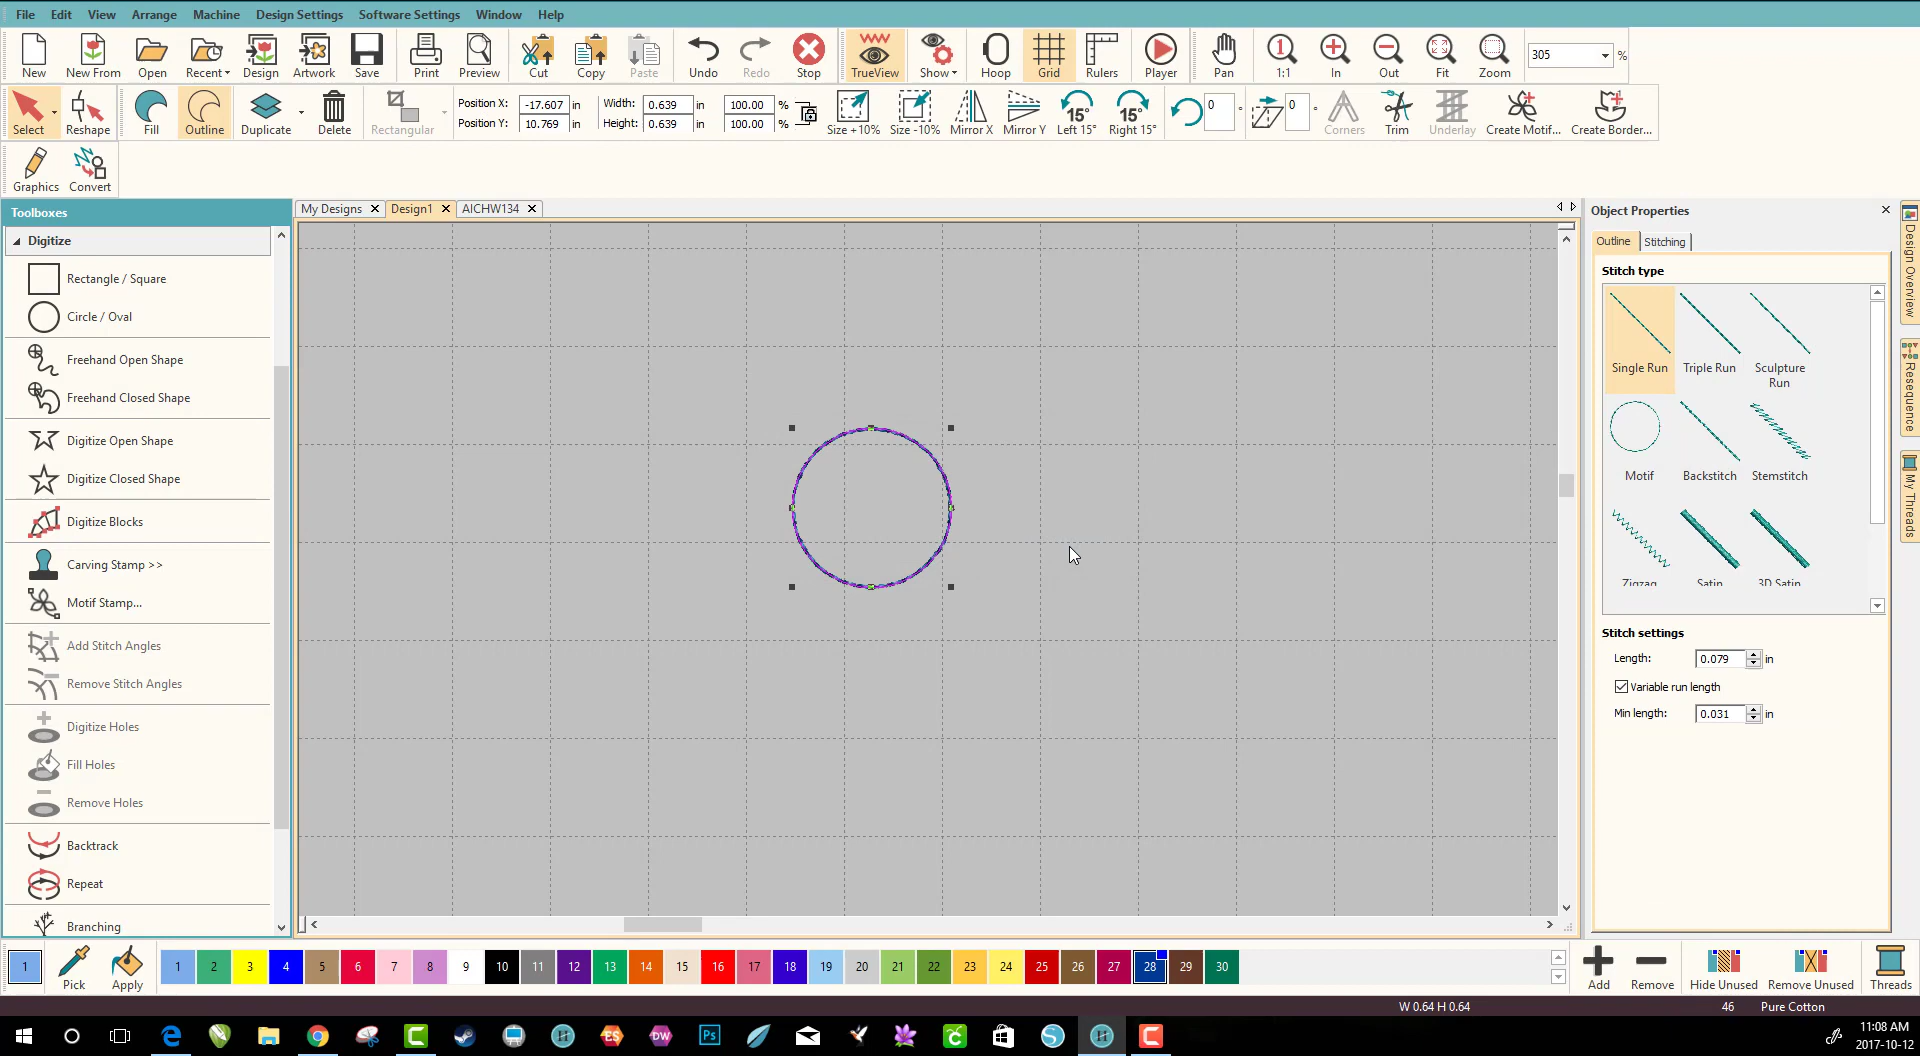 File Edit View Arrange Machine Design Settings Software Settings Window Help
New New From Open Recent Design Artwork Save Print Preview Cut Copy Paste Undo Redo Stop TrueView Show Hoop Grid Rulers Player Pan 1:1 In Out Fit Zoom 305 %
Select Reshape Fill Outline Duplicate Delete Rectangular Size +10% Size -10% Mirror X Mirror Y Left 15° Right 15° Corners Trim Underlay Create Motif... Create Border...
Position X: -17.607 in Width: 0.639 in 100.00 % 0 ° 0 °
Position Y: 10.769 in Height: 0.639 in 100.00 %
15° 15°
Graphics Convert
Toolboxes
My Designs Design1 AICHW134
Digitize
Rectangle / Square
Circle / Oval
Freehand Open Shape
Freehand Closed Shape
Digitize Open Shape
Digitize Closed Shape
Digitize Blocks
Carving Stamp >>
Motif Stamp...
Add Stitch Angles
Remove Stitch Angles
Digitize Holes
Fill Holes
Remove Holes
Backtrack
Repeat
Branching
Object Properties
Outline Stitching
Stitch type
Single Run Triple Run Sculpture Run
Motif Backstitch Stemstitch
Zigzag Satin 3D Satin
Stitch settings
Length: 0.079 in
Variable run length
Min length: 0.031 in
Design Overview
Resequence
My Threads
1 Pick Apply 1 2 3 4 5 6 7 8 9 10 11 12 13 14 15 16 17 18 19 20 21 22 23 24 25 26 27 28 29 30 Add Remove Hide Unused Remove Unused Threads
W 0.64 H 0.64 46 Pure Cotton
11:08 AM
2017-10-12
ES DW Ps H